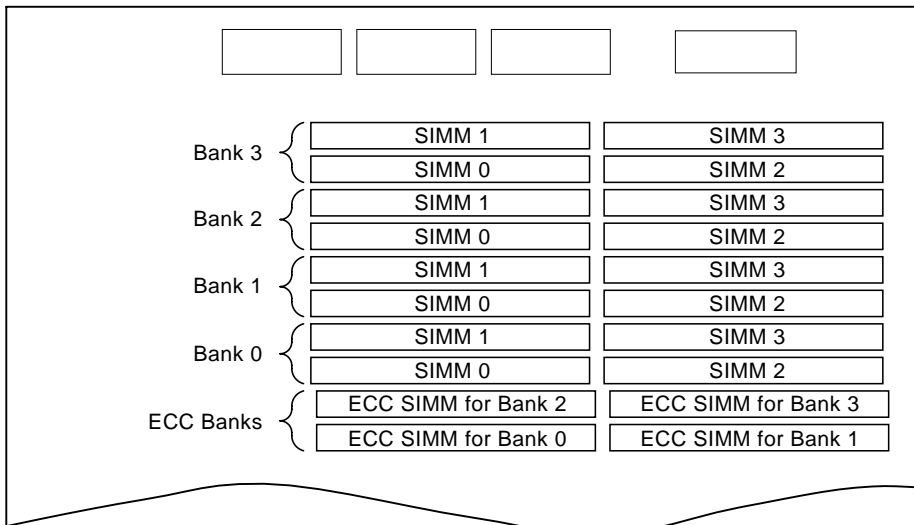 Bank 3
SIMM 1 SIMM 3
SIMM 0 SIMM 2
Bank 2
SIMM 1 SIMM 3
SIMM 0 SIMM 2
Bank 1
SIMM 1 SIMM 3
SIMM 0 SIMM 2
Bank 0
SIMM 1 SIMM 3
SIMM 0 SIMM 2
ECC Banks
ECC SIMM for Bank 2 ECC SIMM for Bank 3
ECC SIMM for Bank 0 ECC SIMM for Bank 1